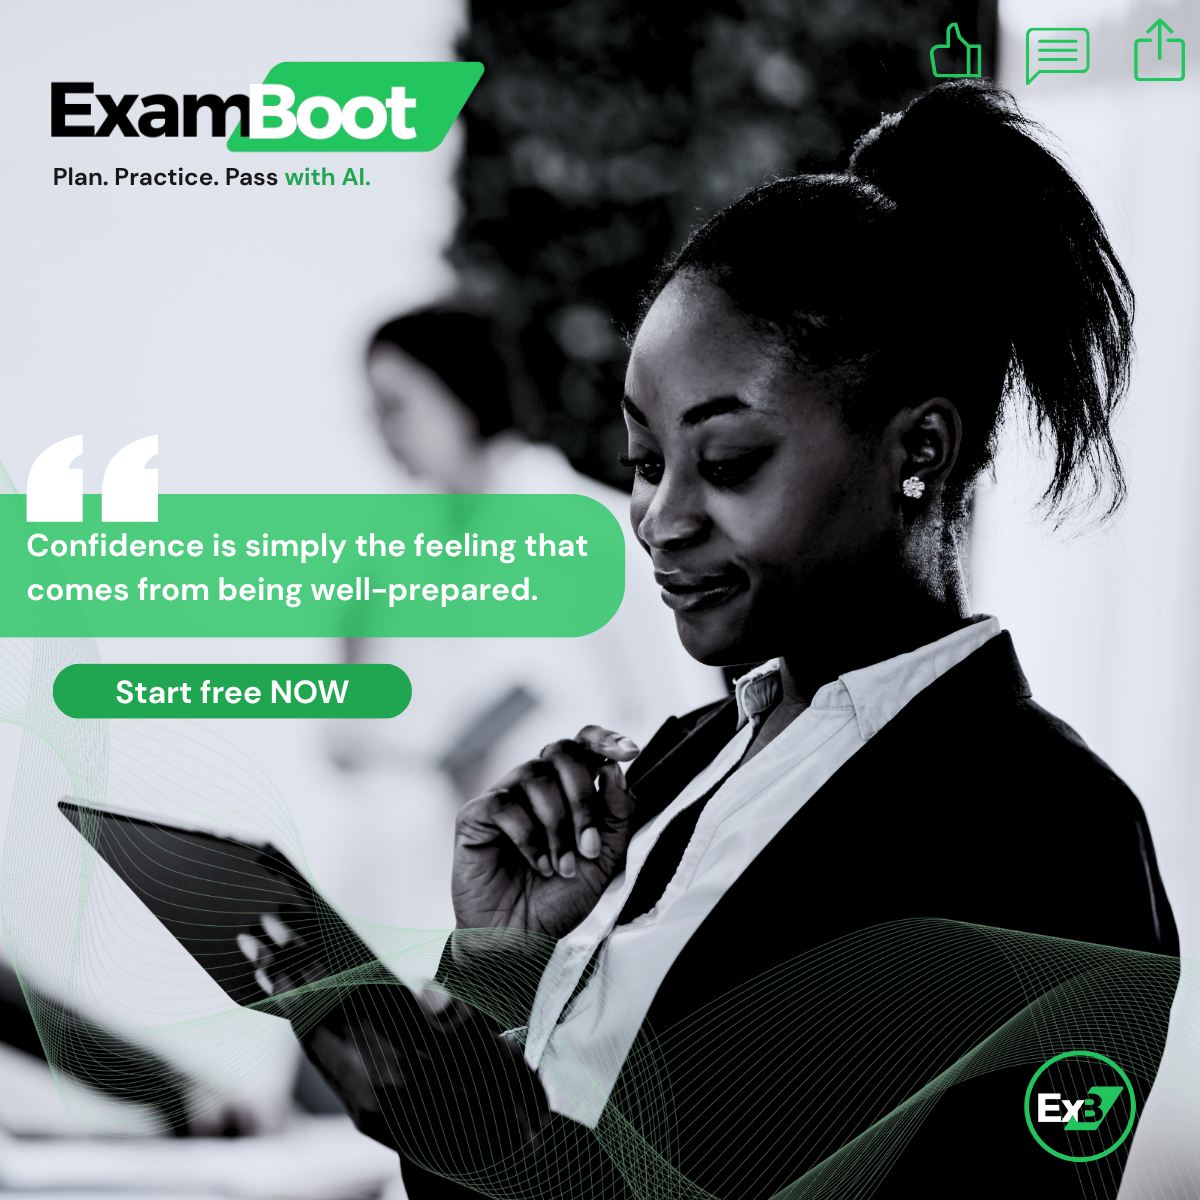 ExamBoot
Plan. Practice. Pass with AI.
Confidence is simply the feeling that
comes from being well-prepared.
Start free NOW
ExB